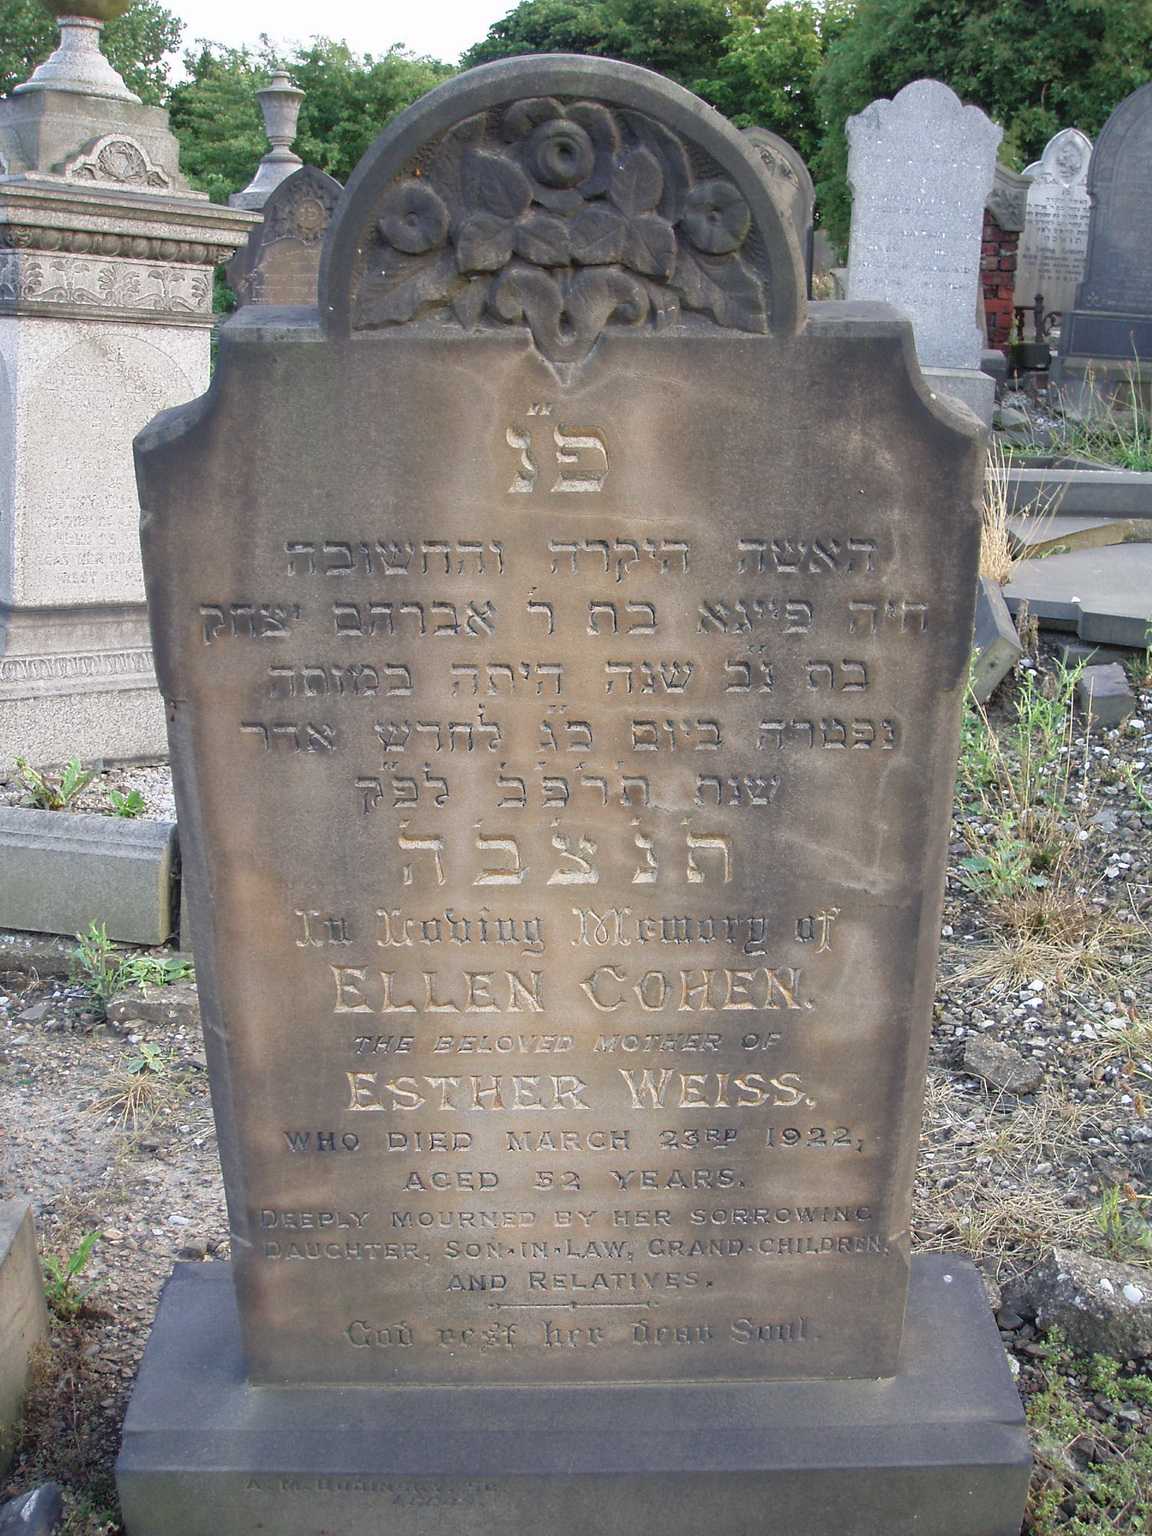 פ״נ
האשה היקרה והחשובה
חיה פייגא בת ר׳ אברהם יצחק
בת נ״ב שנה היתה במותה
נפטרה ביום כ״ג לחדש אדר
שנת תרפב לפ״ק
ת׳נ׳צ׳ב׳ה׳
In Loving Memory of
ELLEN COHEN.
THE BELOVED MOTHER OF
ESTHER WEISS.
WHO DIED MARCH 23RD 1922,
AGED 52 YEARS.
DEEPLY MOURNED BY HER SORROWING
DAUGHTER, SON-IN-LAW, GRAND-CHILDREN,
AND RELATIVES.
God rest her dear Soul.